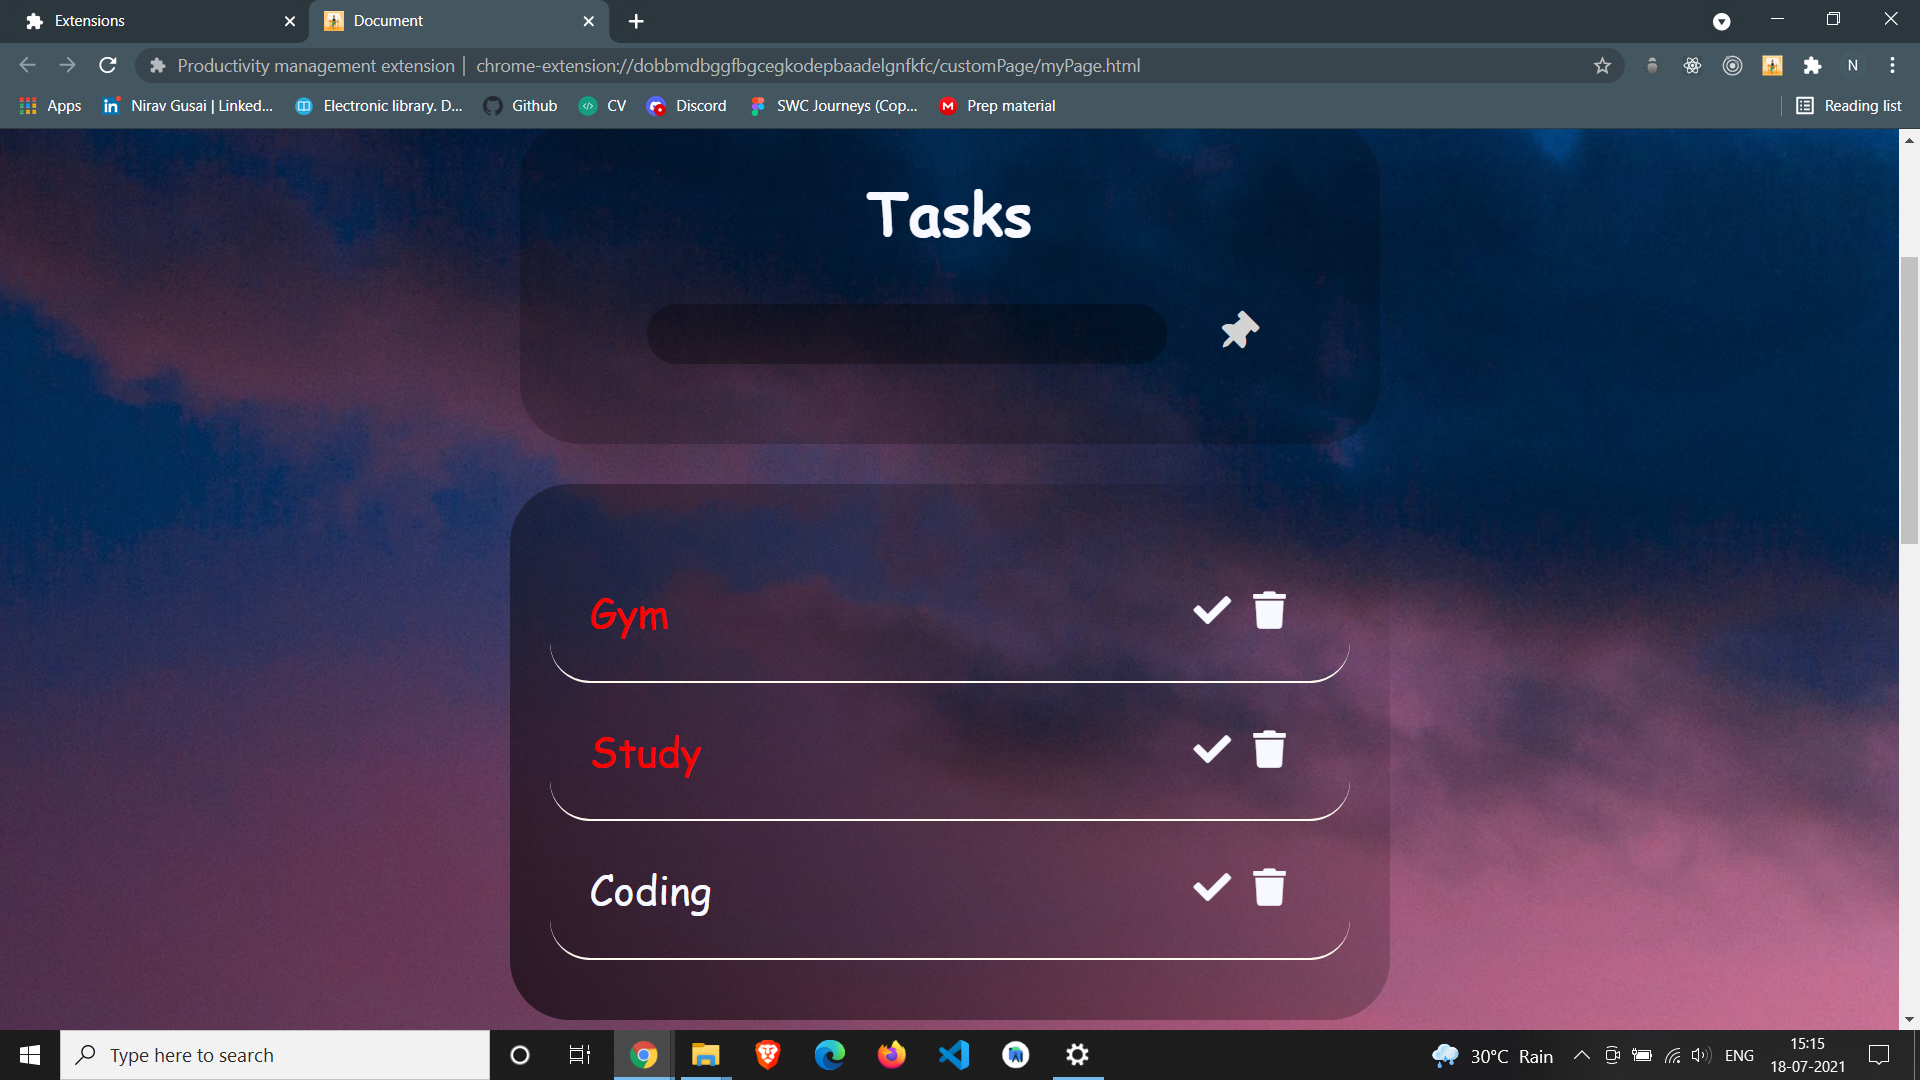 Extensions
Document
Productivity management extension | chrome-extension://dobbmdbggfbgcegkodepbaadelgnfkfc/customPage/myPage.html
N
Apps
in Nirav Gusai | Linked...
Electronic library. D...
Github
CV
Discord
SWC Journeys (Cop...
M Prep material
Reading list
Tasks
Gym
Study
Coding
Type here to search
30°C Rain
ENG
15:15
18-07-2021